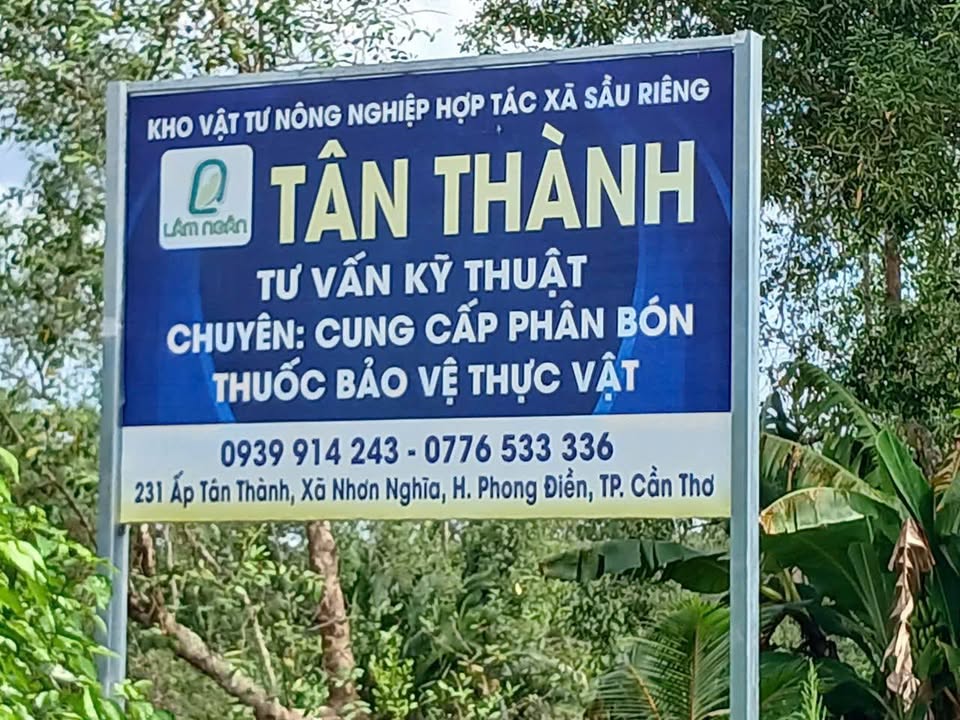 KHO VẬT TƯ NÔNG NGHIỆP HỢP TÁC XÃ SẦU RIÊNG
LÂM NGÂN
TÂN THÀNH
TƯ VẤN KỸ THUẬT
CHUYÊN: CUNG CẤP PHÂN BÓN
THUỐC BẢO VỆ THỰC VẬT
0939 914 243 - 0776 533 336
231 Ấp Tân Thành, Xã Nhơn Nghĩa, H. Phong Điền, TP. Cần Thơ